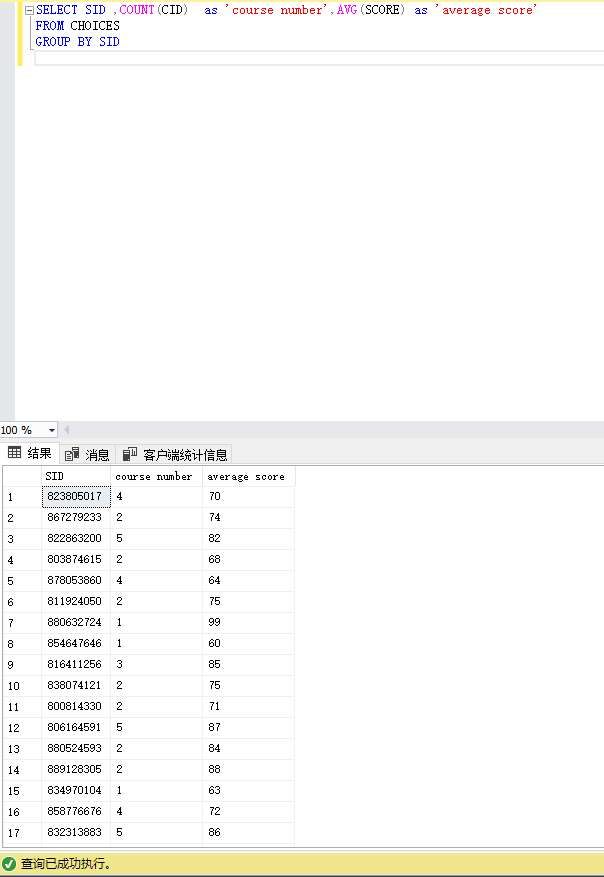 SELECT SID ,COUNT(CID)  as 'course number',AVG(SCORE) as 'average score'
FROM CHOICES
GROUP BY SID
100 %
结果 消息 客户端统计信息
SID course number average score
1 823805017 4 70
2 867279233 2 74
3 822863200 5 82
4 803874615 2 68
5 878053860 4 64
6 811924050 2 75
7 880632724 1 99
8 854647646 1 60
9 816411256 3 85
10 838074121 2 75
11 800814330 2 71
12 806164591 5 87
13 880524593 2 84
14 889128305 2 88
15 834970104 1 63
16 858776676 4 72
17 832313883 5 86
查询已成功执行。